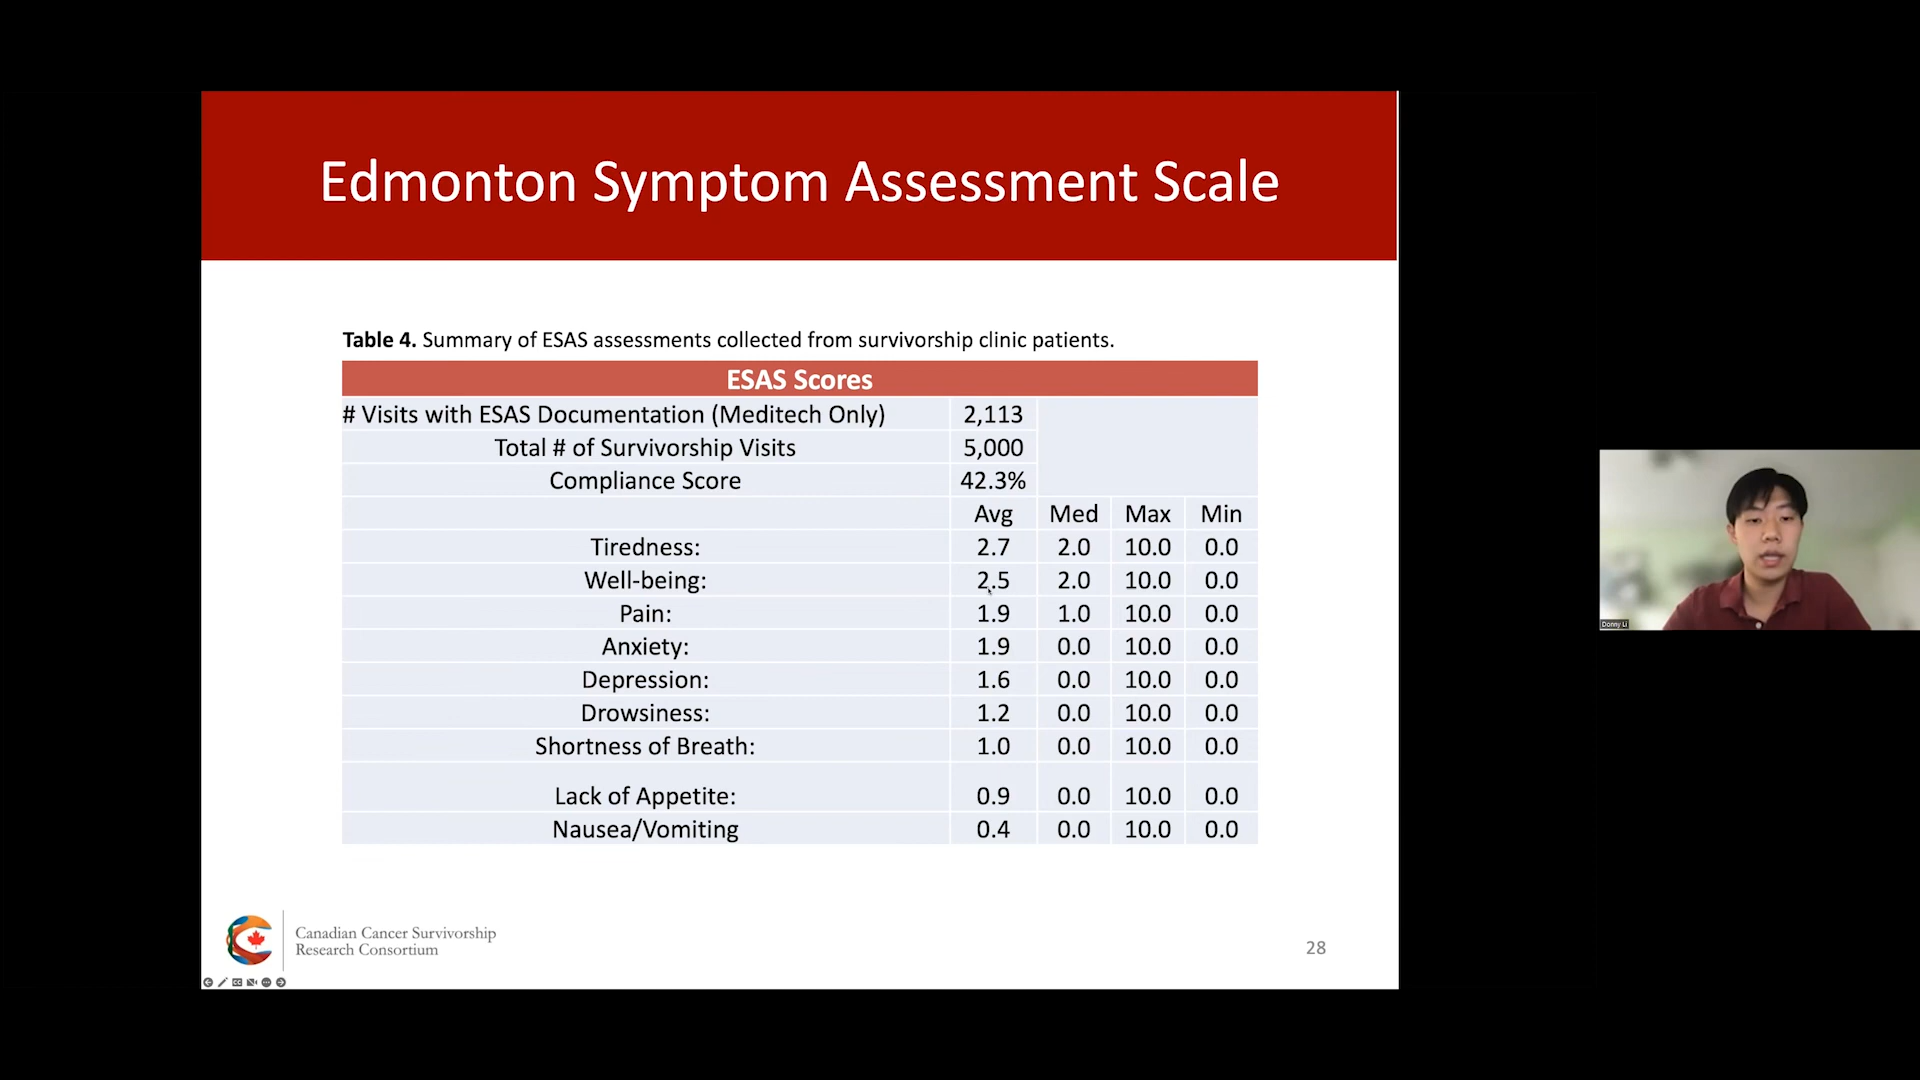 Edmonton Symptom Assessment Scale
Table 4. Summary of ESAS assessments collected from survivorship clinic patients.
ESAS Scores
# Visits with ESAS Documentation (Meditech Only) 2,113
Total # of Survivorship Visits 5,000
Compliance Score 42.3%
Avg Med Max Min
Tiredness: 2.7 2.0 10.0 0.0
Well-being: 2.5 2.0 10.0 0.0
Pain: 1.9 1.0 10.0 0.0
Anxiety: 1.9 0.0 10.0 0.0
Depression: 1.6 0.0 10.0 0.0
Drowsiness: 1.2 0.0 10.0 0.0
Shortness of Breath: 1.0 0.0 10.0 0.0
Lack of Appetite: 0.9 0.0 10.0 0.0
Nausea/Vomiting 0.4 0.0 10.0 0.0
Canadian Cancer Survivorship
Research Consortium
28
Donny Li